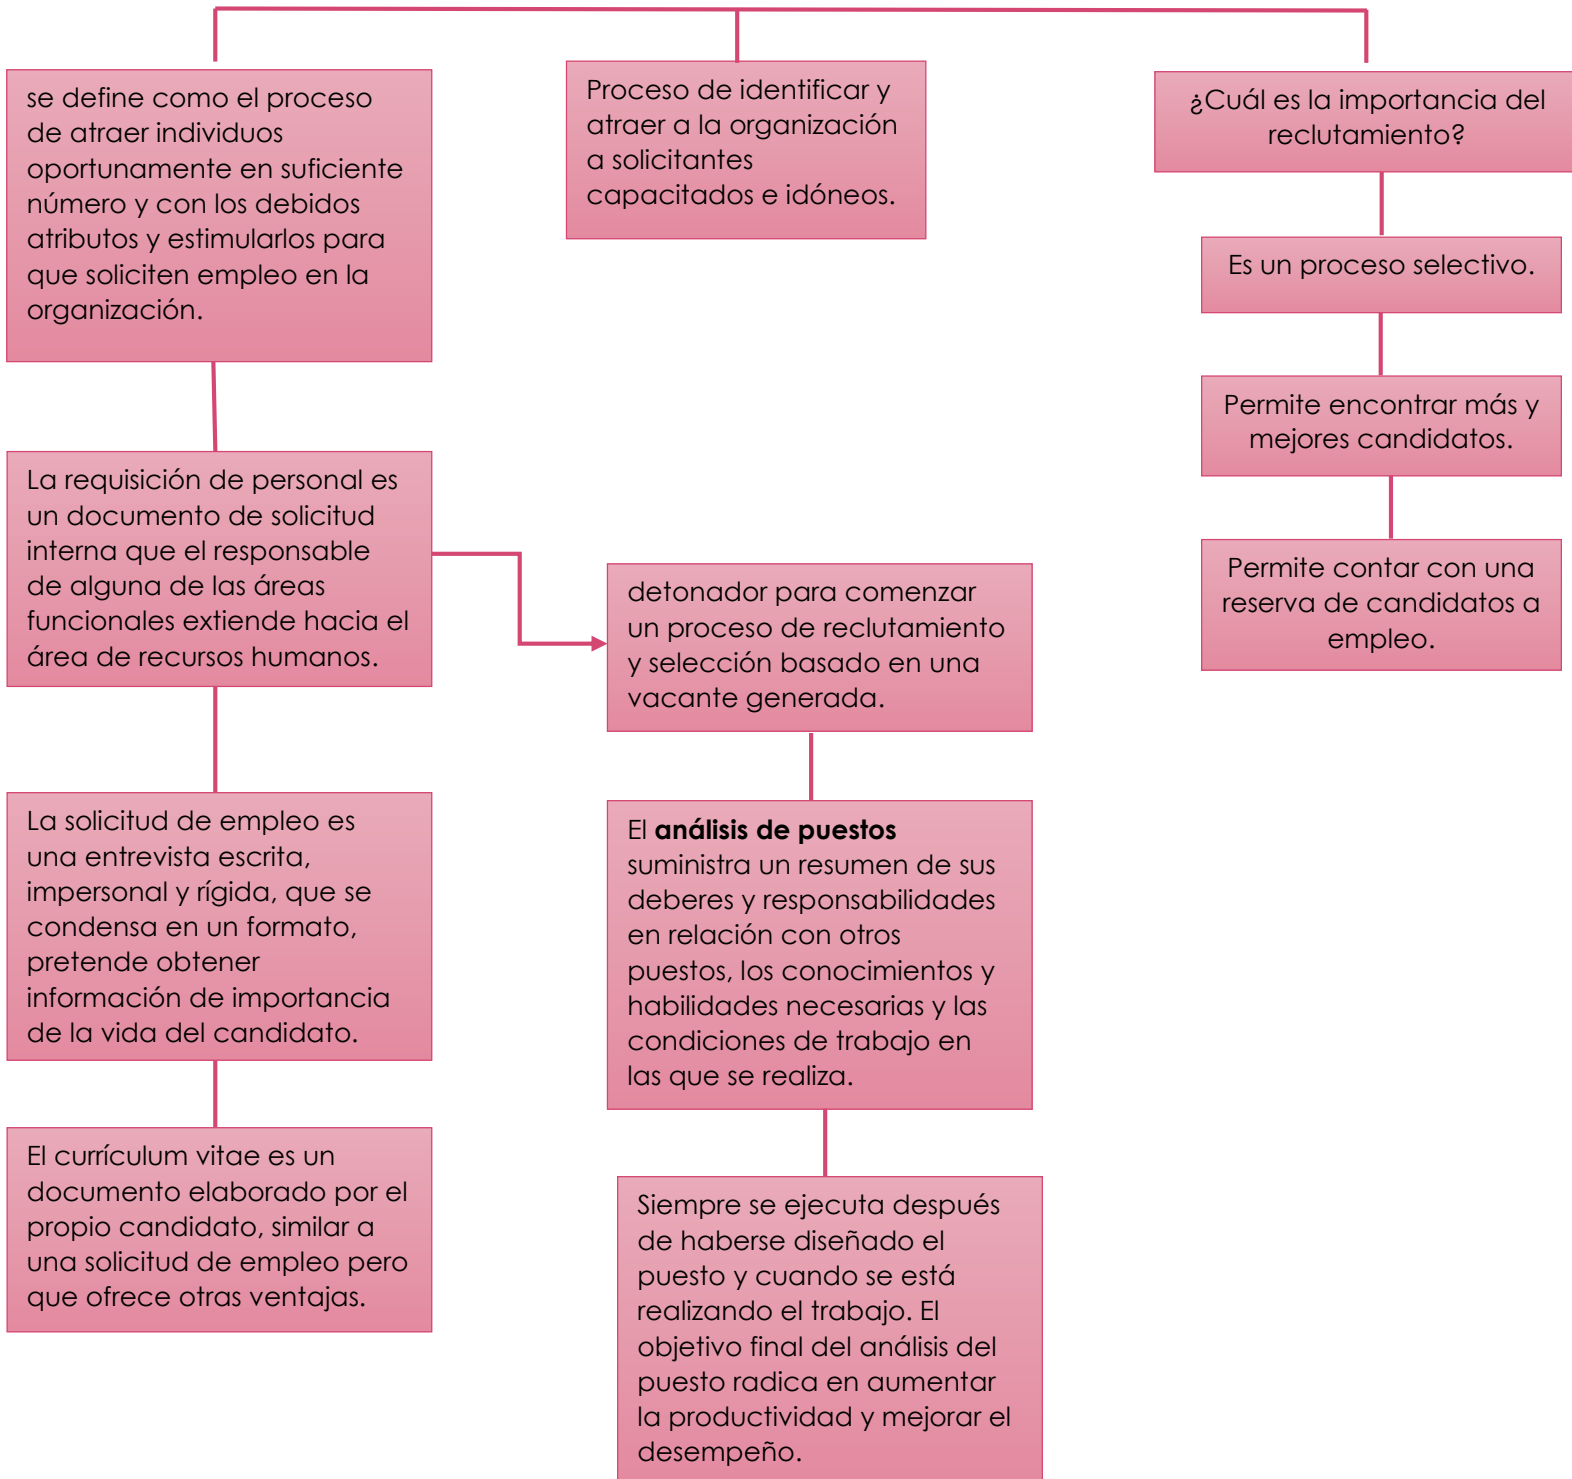 se define como el proceso
de atraer individuos
oportunamente en suficiente
número y con los debidos
atributos y estimularlos para
que soliciten empleo en la
organización.
Proceso de identificar y
atraer a la organización
a solicitantes
capacitados e idóneos.
¿Cuál es la importancia del
reclutamiento?
Es un proceso selectivo.
Permite encontrar más y
mejores candidatos.
Permite contar con una
reserva de candidatos a
empleo.
La requisición de personal es
un documento de solicitud
interna que el responsable
de alguna de las áreas
funcionales extiende hacia el
área de recursos humanos.
detonador para comenzar
un proceso de reclutamiento
y selección basado en una
vacante generada.
La solicitud de empleo es
una entrevista escrita,
impersonal y rígida, que se
condensa en un formato,
pretende obtener
información de importancia
de la vida del candidato.
El análisis de puestos
suministra un resumen de sus
deberes y responsabilidades
en relación con otros
puestos, los conocimientos y
habilidades necesarias y las
condiciones de trabajo en
las que se realiza.
El currículum vitae es un
documento elaborado por el
propio candidato, similar a
una solicitud de empleo pero
que ofrece otras ventajas.
Siempre se ejecuta después
de haberse diseñado el
puesto y cuando se está
realizando el trabajo. El
objetivo final del análisis del
puesto radica en aumentar
la productividad y mejorar el
desempeño.